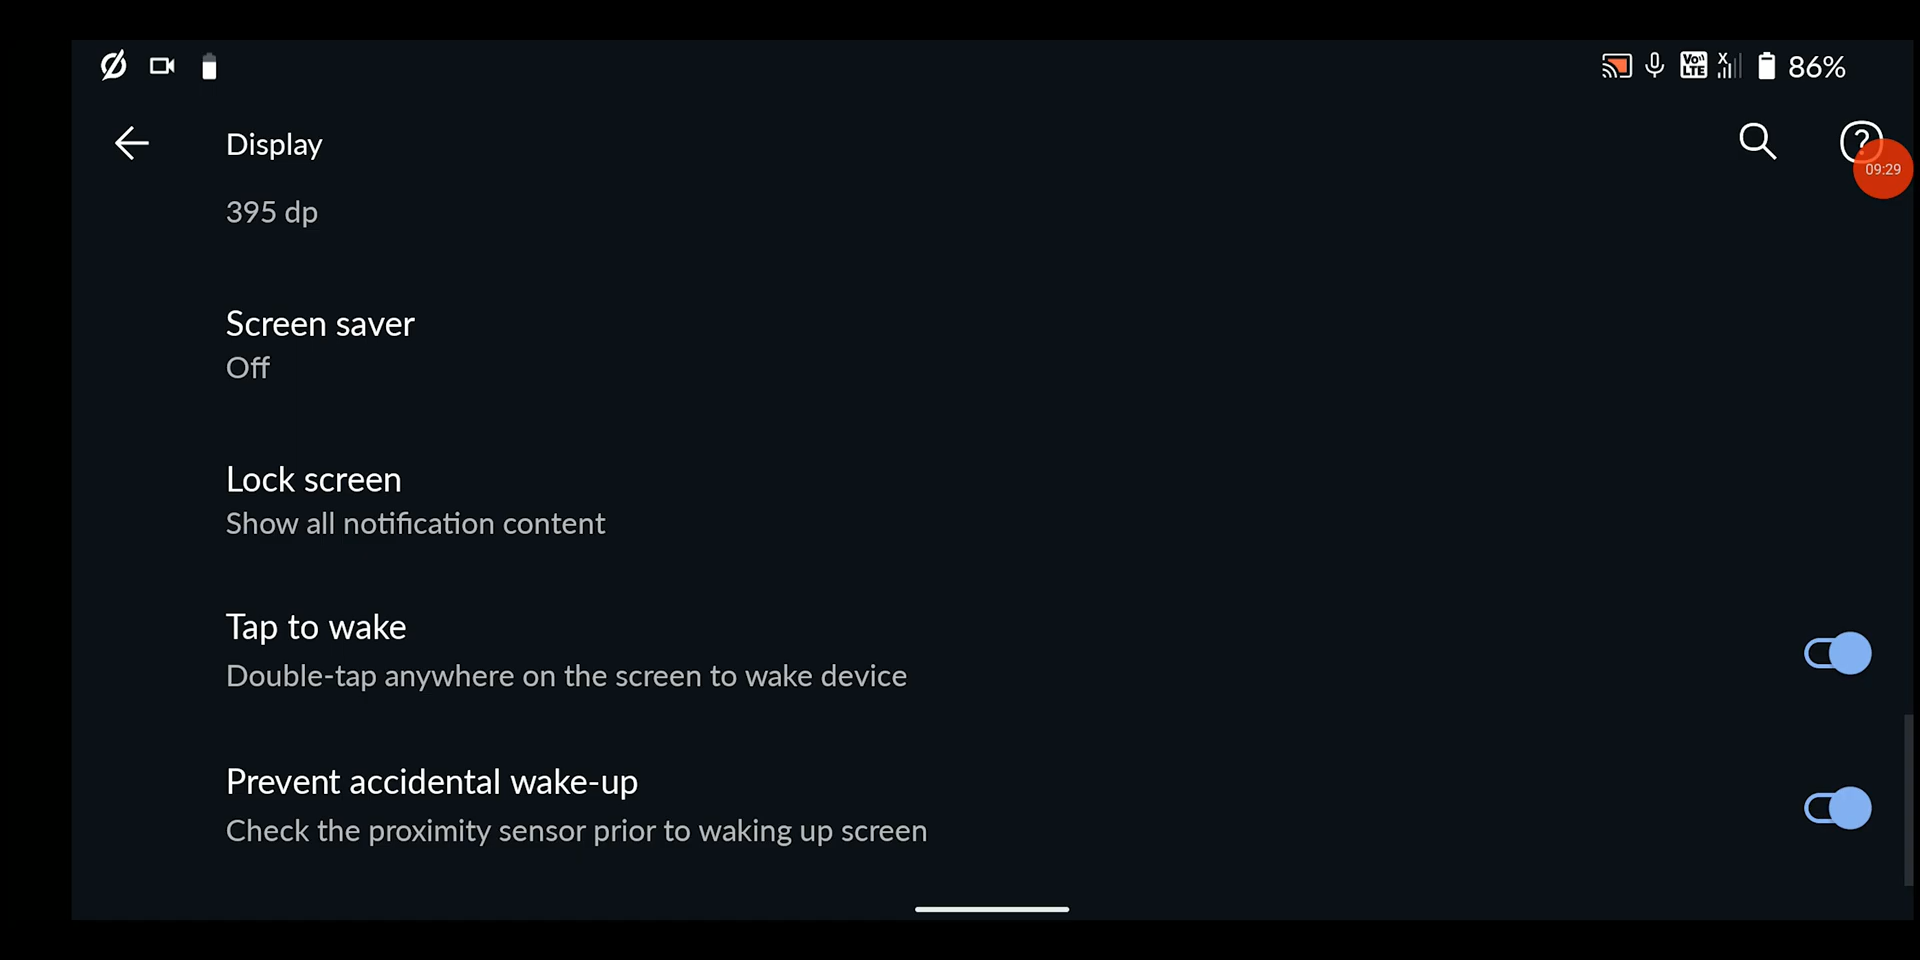 Vo LTE X 86%
Display
?
09:29
395 dp
Screen saver
Off
Lock screen
Show all notification content
Tap to wake
Double-tap anywhere on the screen to wake device
Prevent accidental wake-up
Check the proximity sensor prior to waking up screen